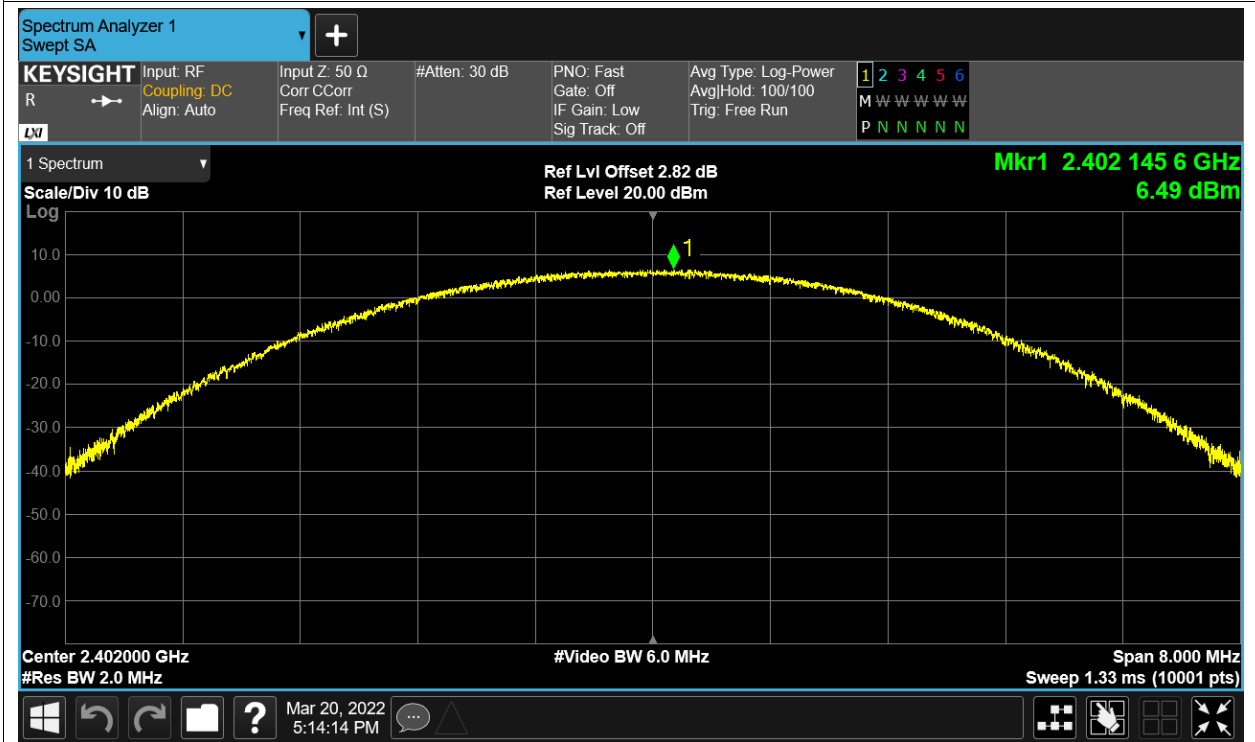 Spectrum Analyzer 1
Swept SA
KEYSIGHT
R
LXI
Input: RF
Coupling: DC
Align: Auto
Input Z: 50 Ω
Corr CCorr
Freq Ref: Int (S)
#Atten: 30 dB
PNO: Fast
Gate: Off
IF Gain: Low
Sig Track: Off
Avg Type: Log-Power
Avg|Hold: 100/100
Trig: Free Run
1 2 3 4 5 6
M W W W W W
P N N N N N
1 Spectrum
Scale/Div 10 dB
Log
Ref Lvl Offset 2.82 dB
Ref Level 20.00 dBm
Mkr1 2.402 145 6 GHz
6.49 dBm
1
10.0
0.00
-10.0
-20.0
-30.0
-40.0
-50.0
-60.0
-70.0
Center 2.402000 GHz
#Res BW 2.0 MHz
#Video BW 6.0 MHz
Span 8.000 MHz
Sweep 1.33 ms (10001 pts)
?
Mar 20, 2022
5:14:14 PM